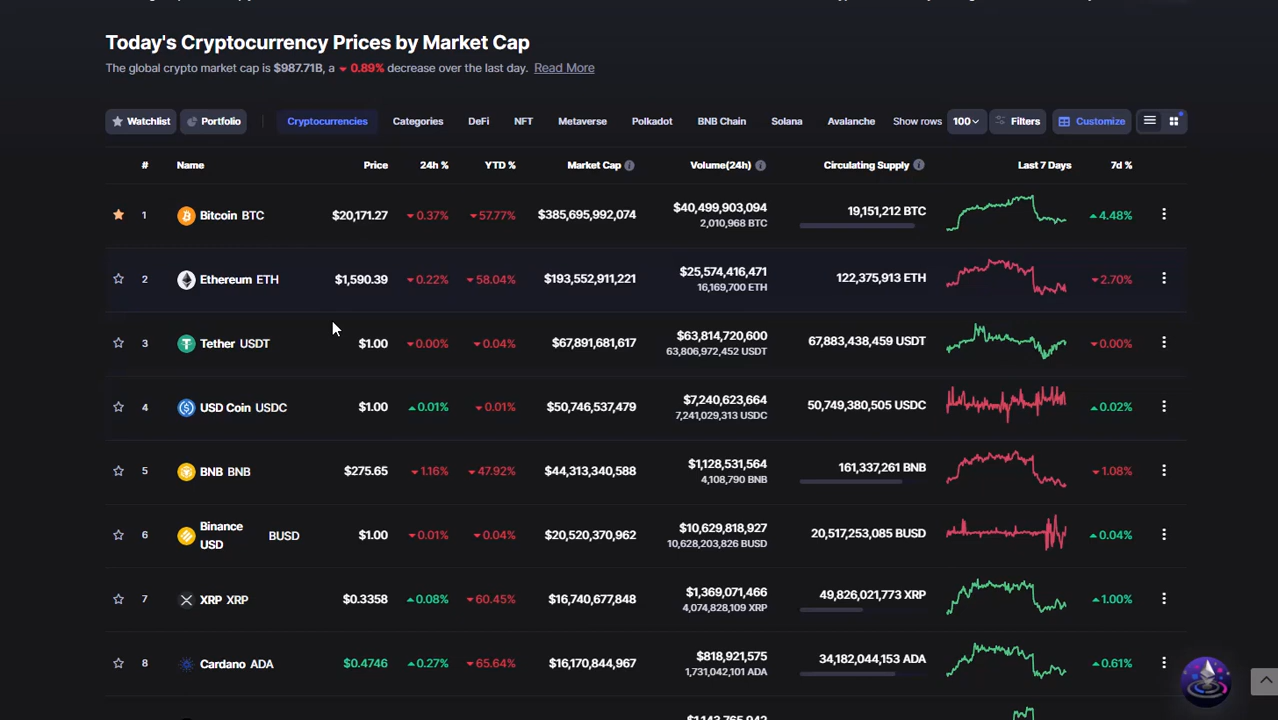 Today's Cryptocurrency Prices by Market Cap
The global crypto market cap is $987.71B, a 0.89% decrease over the last day. Read More
Watchlist Portfolio Cryptocurrencies Categories DeFi NFT Metaverse Polkadot BNB Chain Solana Avalanche Show rows 100 Filters Customize
# Name Price 24h % YTD % Market Cap Volume(24h) Circulating Supply Last 7 Days 7d %
1 Bitcoin BTC $20,171.27 0.37% 57.77% $385,695,992,074 $40,499,903,094 19,151,212 BTC 4.48%
2,010,968 BTC
2 Ethereum ETH $1,590.39 0.22% 58.04% $193,552,911,221 $25,574,416,471 122,375,913 ETH 2.70%
16,169,700 ETH
3 Tether USDT $1.00 0.00% 0.04% $67,891,681,617 $63,814,720,600 67,883,438,459 USDT 0.00%
63,806,972,452 USDT
4 USD Coin USDC $1.00 0.01% 0.01% $50,746,537,479 $7,240,623,664 50,749,380,505 USDC 0.02%
7,241,029,313 USDC
5 BNB BNB $275.65 1.16% 47.92% $44,313,340,588 $1,128,531,564 161,337,261 BNB 1.08%
4,108,790 BNB
6 Binance USD BUSD $1.00 0.01% 0.04% $20,520,370,962 $10,629,818,927 20,517,253,085 BUSD 0.04%
10,628,203,826 BUSD
7 XRP XRP $0.3358 0.08% 60.45% $16,740,677,848 $1,369,071,466 49,826,021,773 XRP 1.00%
4,074,828,109 XRP
8 Cardano ADA $0.4746 0.27% 65.64% $16,170,844,967 $818,921,575 34,182,044,153 ADA 0.61%
1,731,042,101 ADA